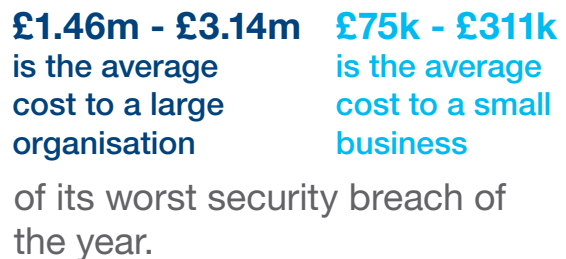 £1.46m - £3.14m
is the average
cost to a large
organisation
£75k - £311k
is the average
cost to a small
business
of its worst security breach of
the year.